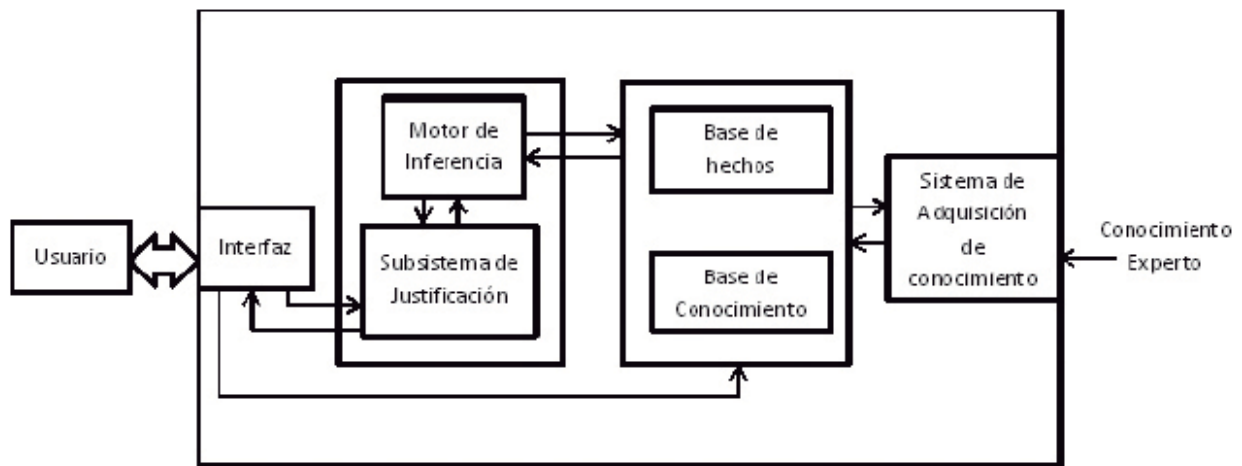 Usuario
Interfaz
Motor de
Inferencia
Subsistema de
Justificación
Base de
hechos
Base de
Conocimiento
Sistema de
Adquisición
de
conocimiento
Conocimiento
Experto